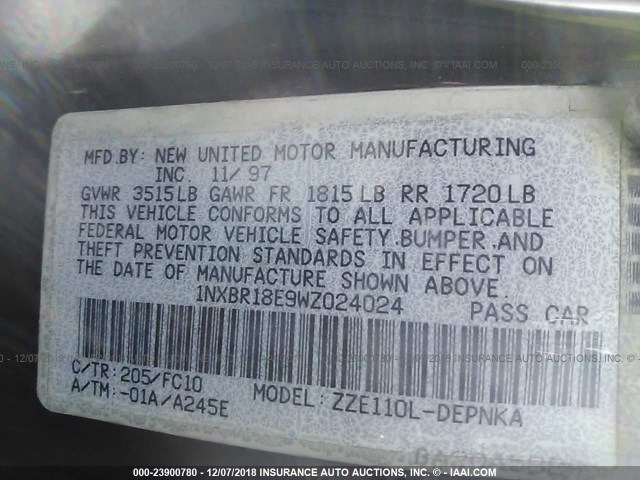 MFD BY: NEW UNITED MOTOR MANUFACTURING
INC. 11/ 97
GVWR 3515LB GAWR FR 1815LB RR 1720LB
THIS VEHICLE CONFORMS TO ALL APPLICABLE
FEDERAL MOTOR VEHICLE SAFETY.BUMPER.AND
THEFT PREVENTION STANDARDS IN EFFECT ON
THE DATE OF MANUFACTURE SHOWN ABOVE.
1NXBR18E9WZ024024 PASS CAR
C/TR: 205/FC10
A/TM: -01A/A245E MODEL: ZZE110L-DEPNKA
000-23900780 - 12/07/2018 INSURANCE AUTO AUCTIONS, INC. - © - WWW.IAAI.COM